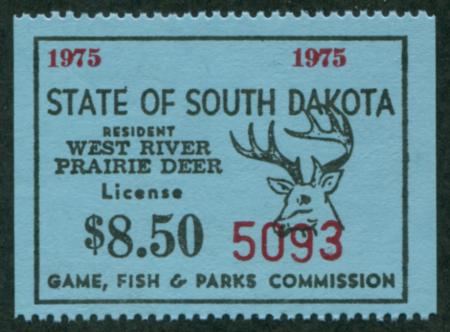 1975 1975
STATE OF SOUTH DAKOTA
RESIDENT
WEST RIVER
PRAIRIE DEER
License
$8.50 5093
GAME, FISH & PARKS COMMISSION